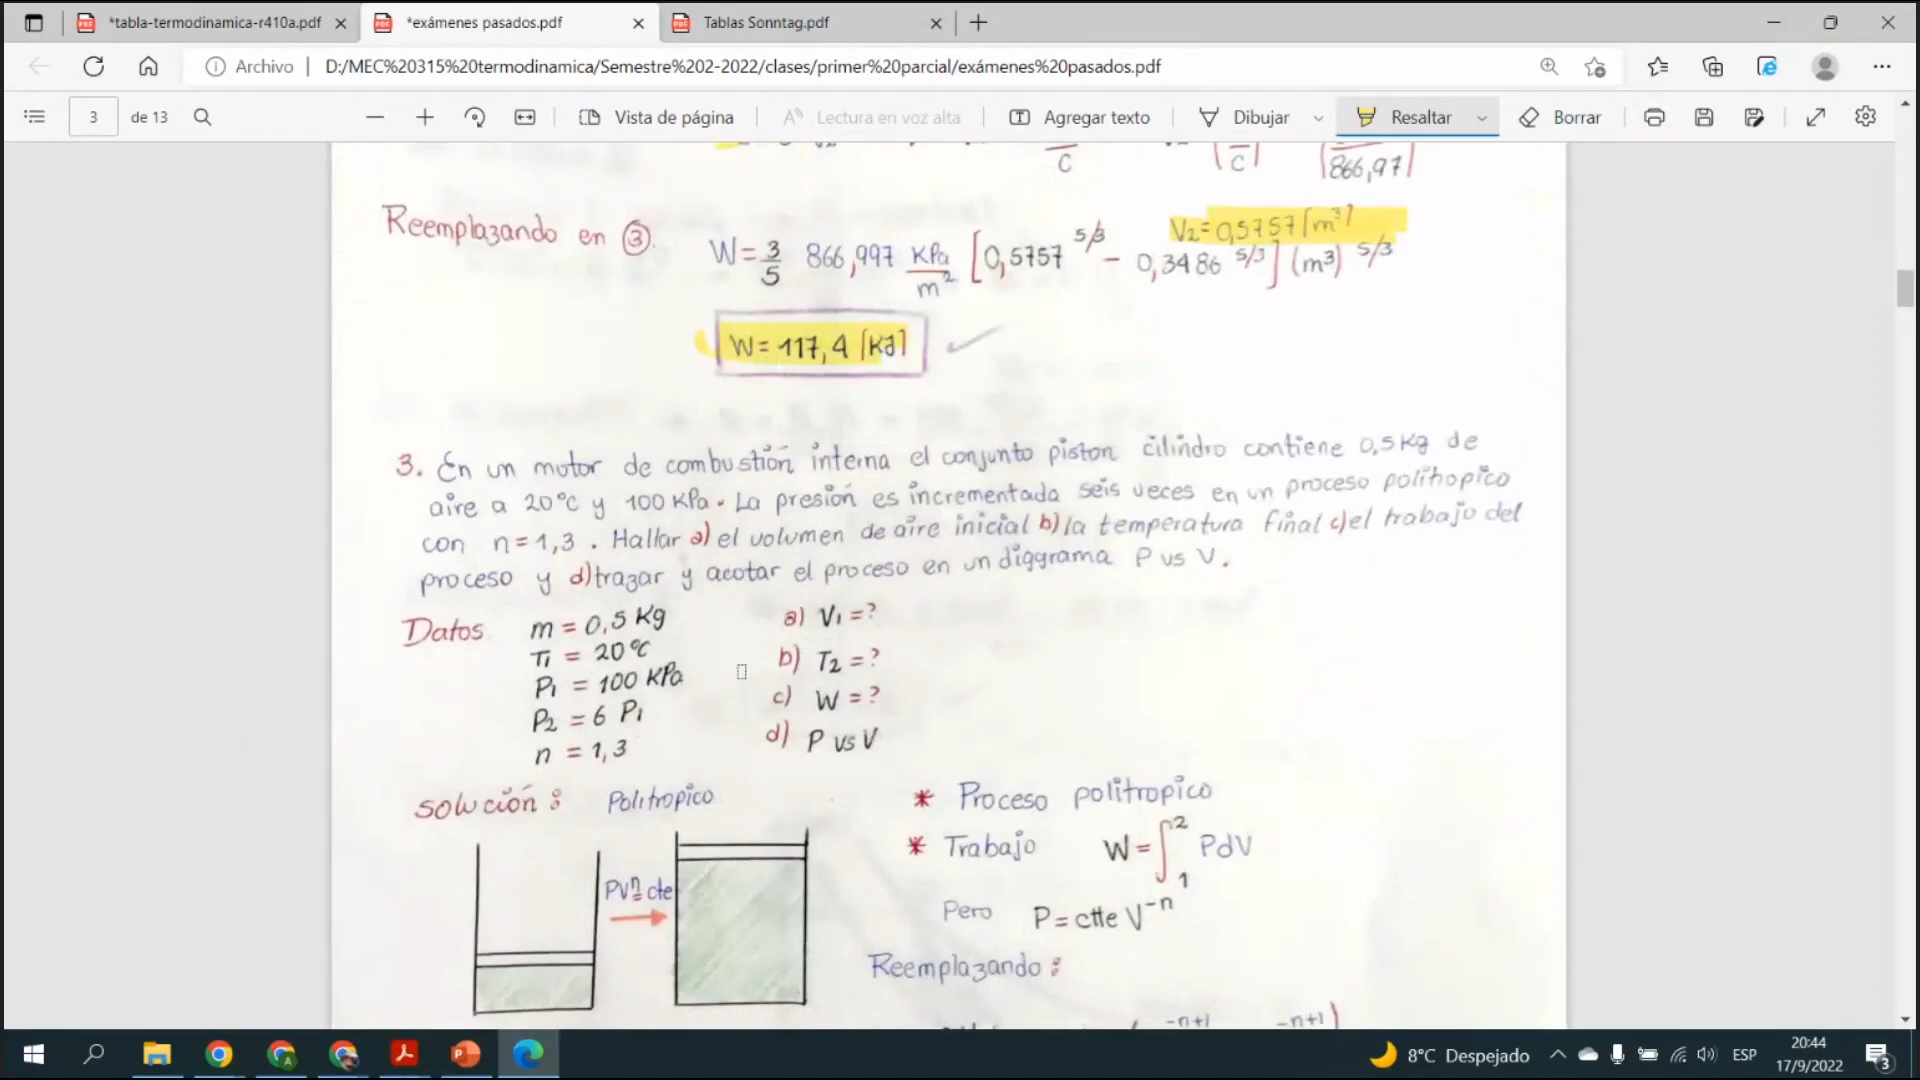 *tabla-termodinamica-r410a.pdf
*exámenes pasados.pdf
Tablas Sonntag.pdf
Archivo
D:/MEC%20315%20termodinamica/Semestre%202-2022/clases/primer%20parcial/exámenes%20pasados.pdf
3 de 13
Vista de página
Lectura en voz alta
Agregar texto
Dibujar
Resaltar
Borrar
C
[C]
866,97
V2=0,5757[m³]
Reemplazando en ③.
W=3/5 866,997 KPa/m² [0,5757 5/3 - 0,3486 5/3] (m³) 5/3
W= 117,4 [KJ]
3. En un motor de combustión interna el conjunto piston cilindro contiene 0,5 Kg de
aire a 20°C y 100 KPa. La presión es incrementada seis veces en un proceso politropico
con n=1,3. Hallar a) el volumen de aire inicial b) la temperatura final c) el trabajo del
proceso y d) trazar y acotar el proceso en un diagrama P vs V.
Datos m = 0,5 Kg a) V1 = ?
T1 = 20°C b) T2 = ?
P1 = 100 KPa c) W = ?
P2 = 6 P1 d) P vs V
n = 1,3
solución: Politropico
* Proceso politropico
* Trabajo W=∫₁² PdV
PVⁿ=cte
Pero P=ctte V⁻ⁿ
Reemplazando:
-n+1 -n+1
8°C Despejado
ESP
20:44
17/9/2022
3